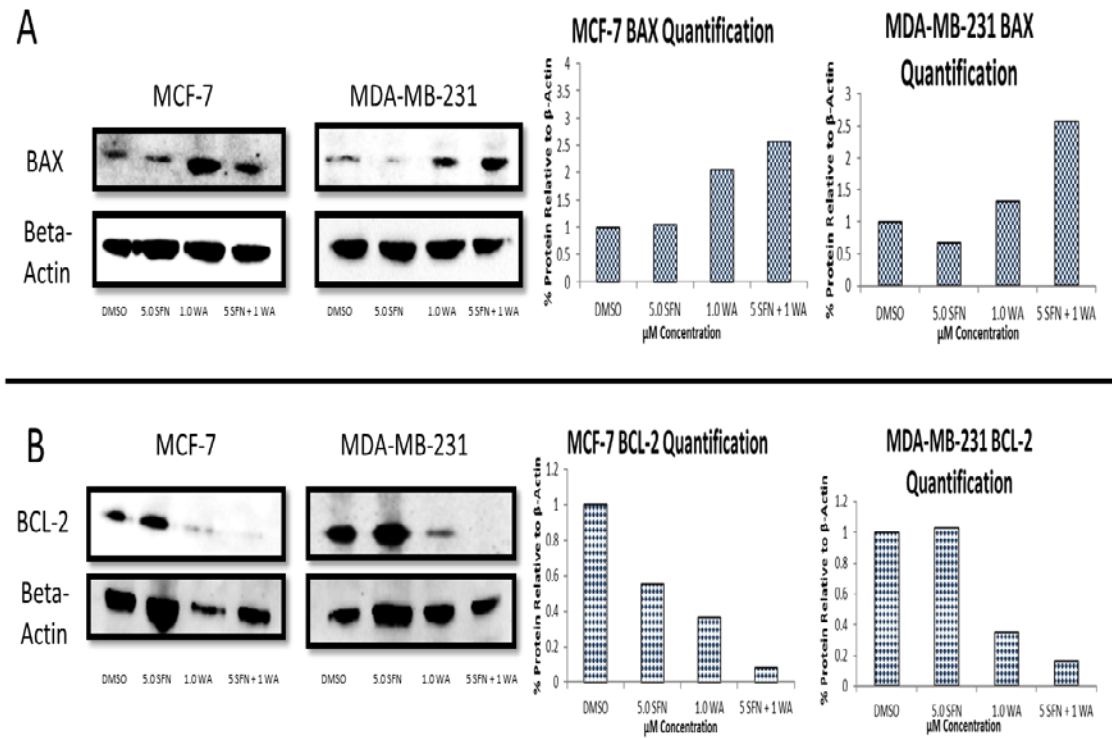 A
MCF-7
MDA-MB-231
BAX
Beta-
Actin
DMSO 5.0 SFN 1.0 WA 5 SFN + 1 WA
DMSO 1.0 WA 5 SFN + 1 WA
MCF-7 BAX Quantification
% Protein Relative to β-Actin
4
3.5
3
2.5
2
1.5
1
0.5
0
DMSO 5.0 SFN 1.0 WA 5 SFN + 1 WA
µM Concentration
MDA-MB-231 BAX
Quantification
% Protein Relative to β-Actin
3
2.5
2
1.5
1
0.5
0
DMSO 5.0 SFN 1.0 WA 5 SFN + 1 WA
µM Concentration
B
MCF-7
MDA-MB-231
BCL-2
Beta-
Actin
DMSO 5.0 SFN 1.0 WA 5 SFN + 1 WA
DMSO 5.0 SFN 1.0 WA 5 SFN + 1 WA
MCF-7 BCL-2 Quantification
% Protein Relative to β-Actin
1.2
1
0.8
0.6
0.4
0.2
0
DMSO 5.0 SFN 1.0 WA 5 SFN + 1 WA
µM Concentration
MDA-MB-231 BCL-2
Quantification
% Protein Relative to β-Actin
1.2
1
0.8
0.6
0.4
0.2
0
DMSO 5.0 SFN 1.0 WA 5 SFN + 1 WA
µM Concentration